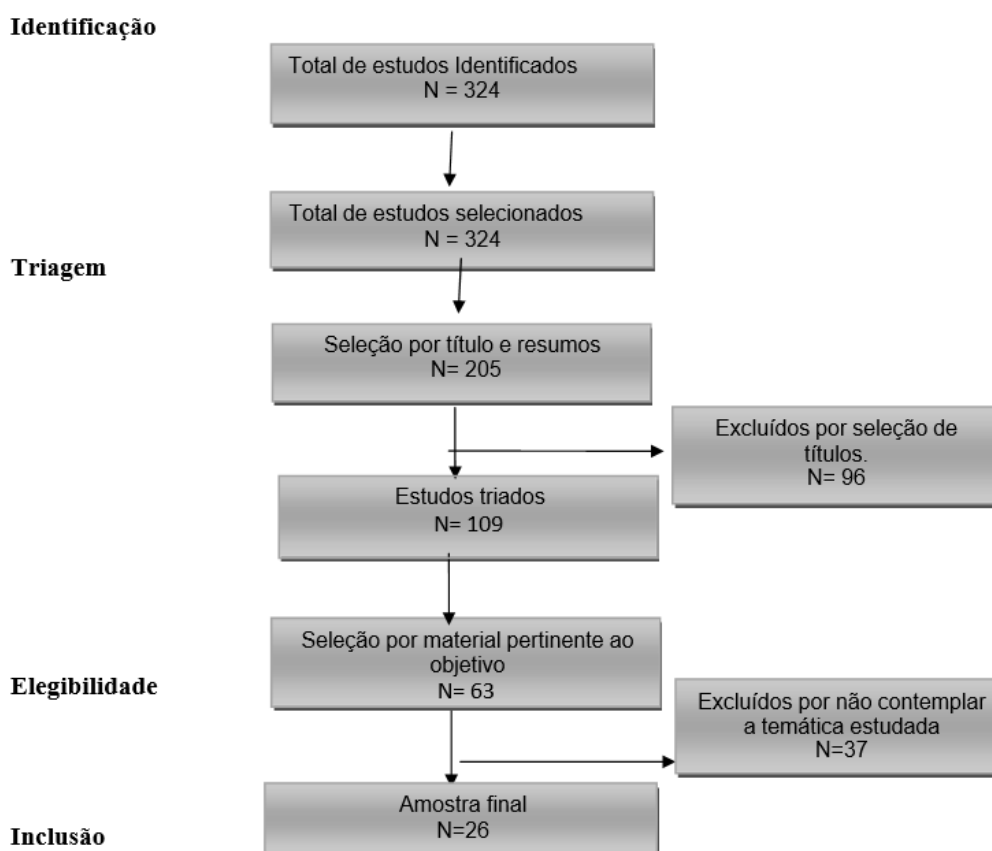 Identificação
Total de estudos Identificados
N = 324
Total de estudos selecionados
N = 324
Triagem
Seleção por título e resumos
N= 205
Excluídos por seleção de
títulos.
N= 96
Estudos triados
N= 109
Seleção por material pertinente ao
objetivo
N= 63
Elegibilidade
Excluídos por não contemplar
a temática estudada
N=37
Amostra final
N=26
Inclusão